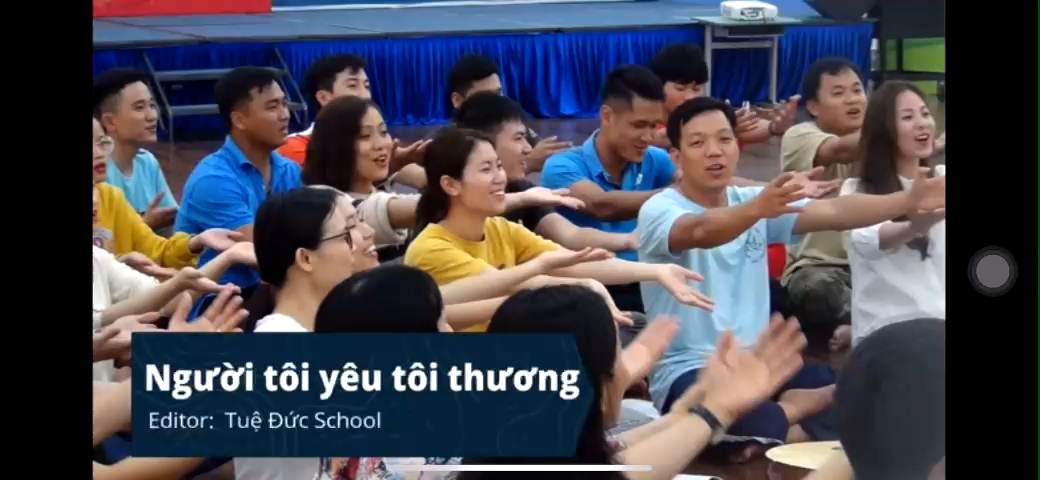 Người tôi yêu tôi thương
Editor: Tuệ Đức School